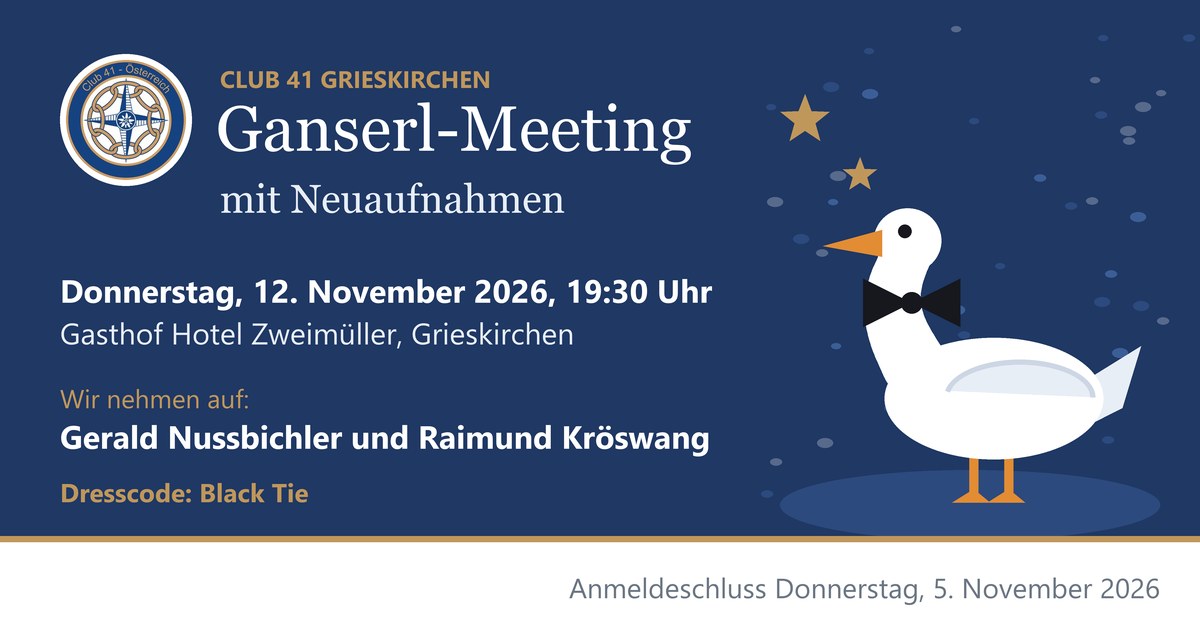 Club 41 - Österreich
CLUB 41 GRIESKIRCHEN
Ganserl-Meeting
mit Neuaufnahmen
Donnerstag, 12. November 2026, 19:30 Uhr
Gasthof Hotel Zweimüller, Grieskirchen
Wir nehmen auf:
Gerald Nussbichler und Raimund Kröswang
Dresscode: Black Tie
Anmeldeschluss Donnerstag, 5. November 2026